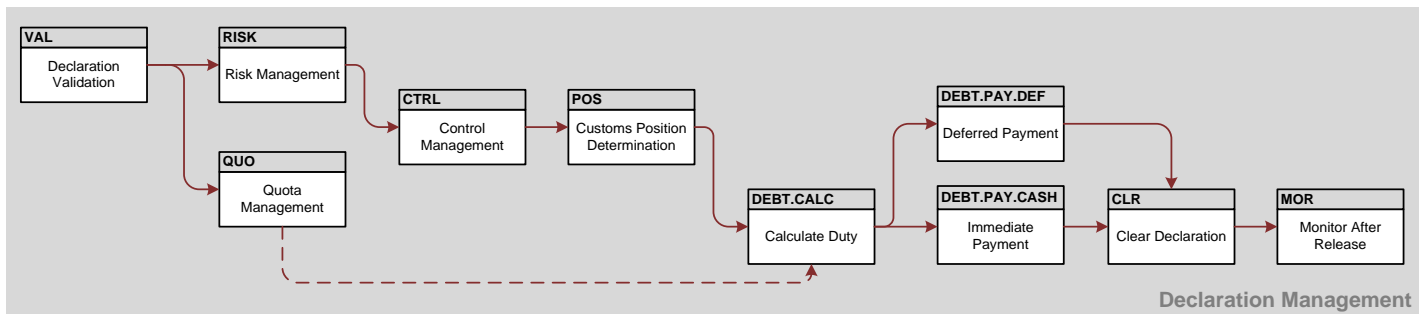 VAL
Declaration
Validation
RISK
Risk Management
QUO
Quota
Management
CTRL
Control
Management
POS
Customs Position
Determination
DEBT.CALC
Calculate Duty
DEBT.PAY.DEF
Deferred Payment
DEBT.PAY.CASH
Immediate
Payment
CLR
Clear Declaration
MOR
Monitor After
Release
Declaration Management